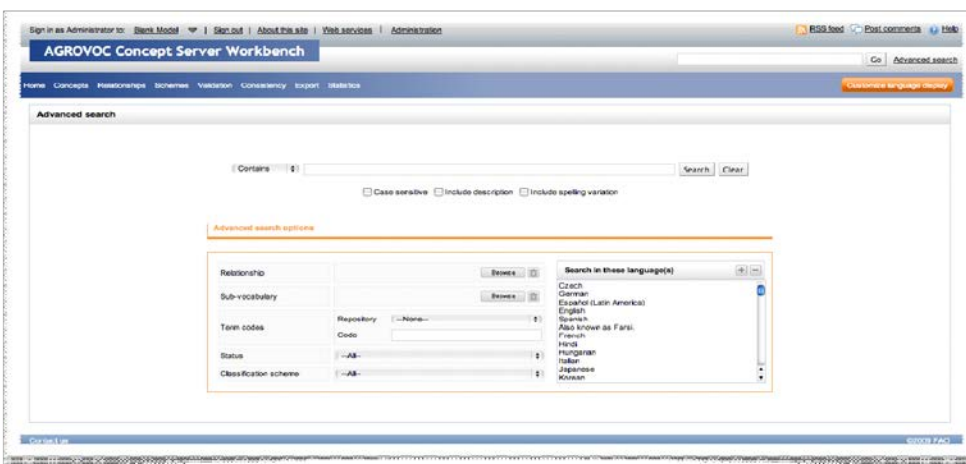 Sign in as Administrator to: Blank Model | Sign out | About this site | Web services | Administration
RSS feed Post comments Help
AGROVOC Concept Server Workbench
Go Advanced search
Home Concepts Relationships Schemes Validation Consistency Export Statistics
Customize language display
Advanced search
Contains
Search Clear
Case sensitive Include description Include spelling variation
Advanced search options
Relationship Browse
Search in these language(s) + -
Sub-vocabulary Browse
Term codes Repository --None--
Code
Status --All--
Classification scheme --All--
Czech
German
Español (Latin America)
English
Spanish
Also known as Farsi.
French
Hindi
Hungarian
Italian
Japanese
Korean
Contact us
©2009 FAO